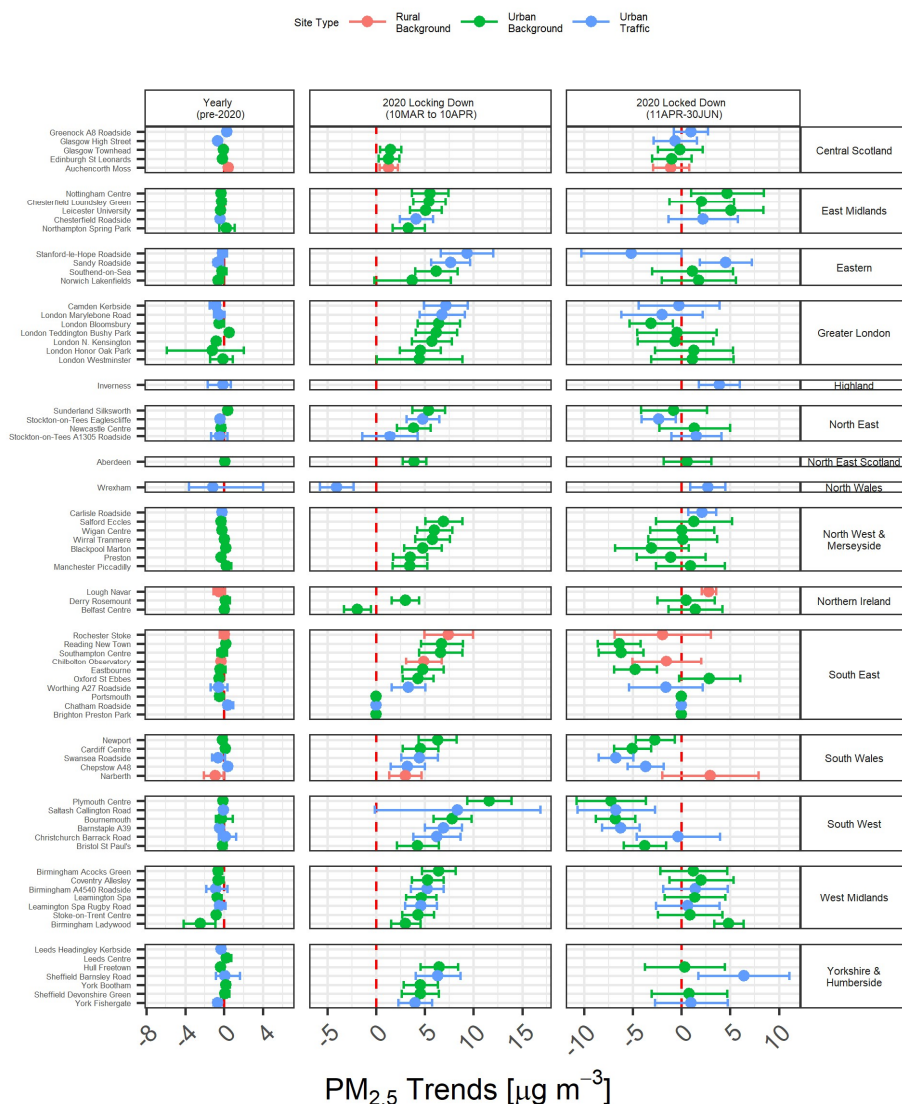 Site Type Rural Background Urban Background Urban Traffic
Yearly (pre-2020)
2020 Locking Down (10MAR to 10APR)
2020 Locked Down (11APR-30JUN)
Greenock A8 Roadside
Glasgow High Street
Glasgow Townhead
Edinburgh St Leonards
Auchencorth Moss
Central Scotland
Nottingham Centre
Chesterfield Loundsley Green
Leicester University
Chesterfield Roadside
Northampton Spring Park
East Midlands
Stanford-le-Hope Roadside
Sandy Roadside
Southend-on-Sea
Norwich Lakenfields
Eastern
Camden Kerbside
London Marylebone Road
London Bloomsbury
London Teddington Bushy Park
London N. Kensington
London Honor Oak Park
London Westminster
Greater London
Inverness
Highland
Sunderland Silksworth
Stockton-on-Tees Eaglescliffe
Newcastle Centre
Stockton-on-Tees A1305 Roadside
North East
Aberdeen
North East Scotland
Wrexham
North Wales
Carlisle Roadside
Salford Eccles
Wigan Centre
Wirral Tranmere
Blackpool Marton
Preston
Manchester Piccadilly
North West &
Merseyside
Lough Navar
Derry Rosemount
Belfast Centre
Northern Ireland
Rochester Stoke
Reading New Town
Southampton Centre
Chilbolton Observatory
Eastbourne
Oxford St Ebbes
Worthing A27 Roadside
Portsmouth
Chatham Roadside
Brighton Preston Park
South East
Newport
Cardiff Centre
Swansea Roadside
Chepstow A48
Narberth
South Wales
Plymouth Centre
Saltash Callington Road
Bournemouth
Barnstaple A39
Christchurch Barrack Road
Bristol St Paul's
South West
Birmingham Acocks Green
Coventry Allesley
Birmingham A4540 Roadside
Leamington Spa
Leamington Spa Rugby Road
Stoke-on-Trent Centre
Birmingham Ladywood
West Midlands
Leeds Headingley Kerbside
Leeds Centre
Hull Freetown
Sheffield Barnsley Road
York Bootham
Sheffield Devonshire Green
York Fishergate
Yorkshire &
Humberside
-8 -4 0 4 -5 0 5 10 15 -10 -5 0 5 10
PM2.5 Trends [μg m−3]